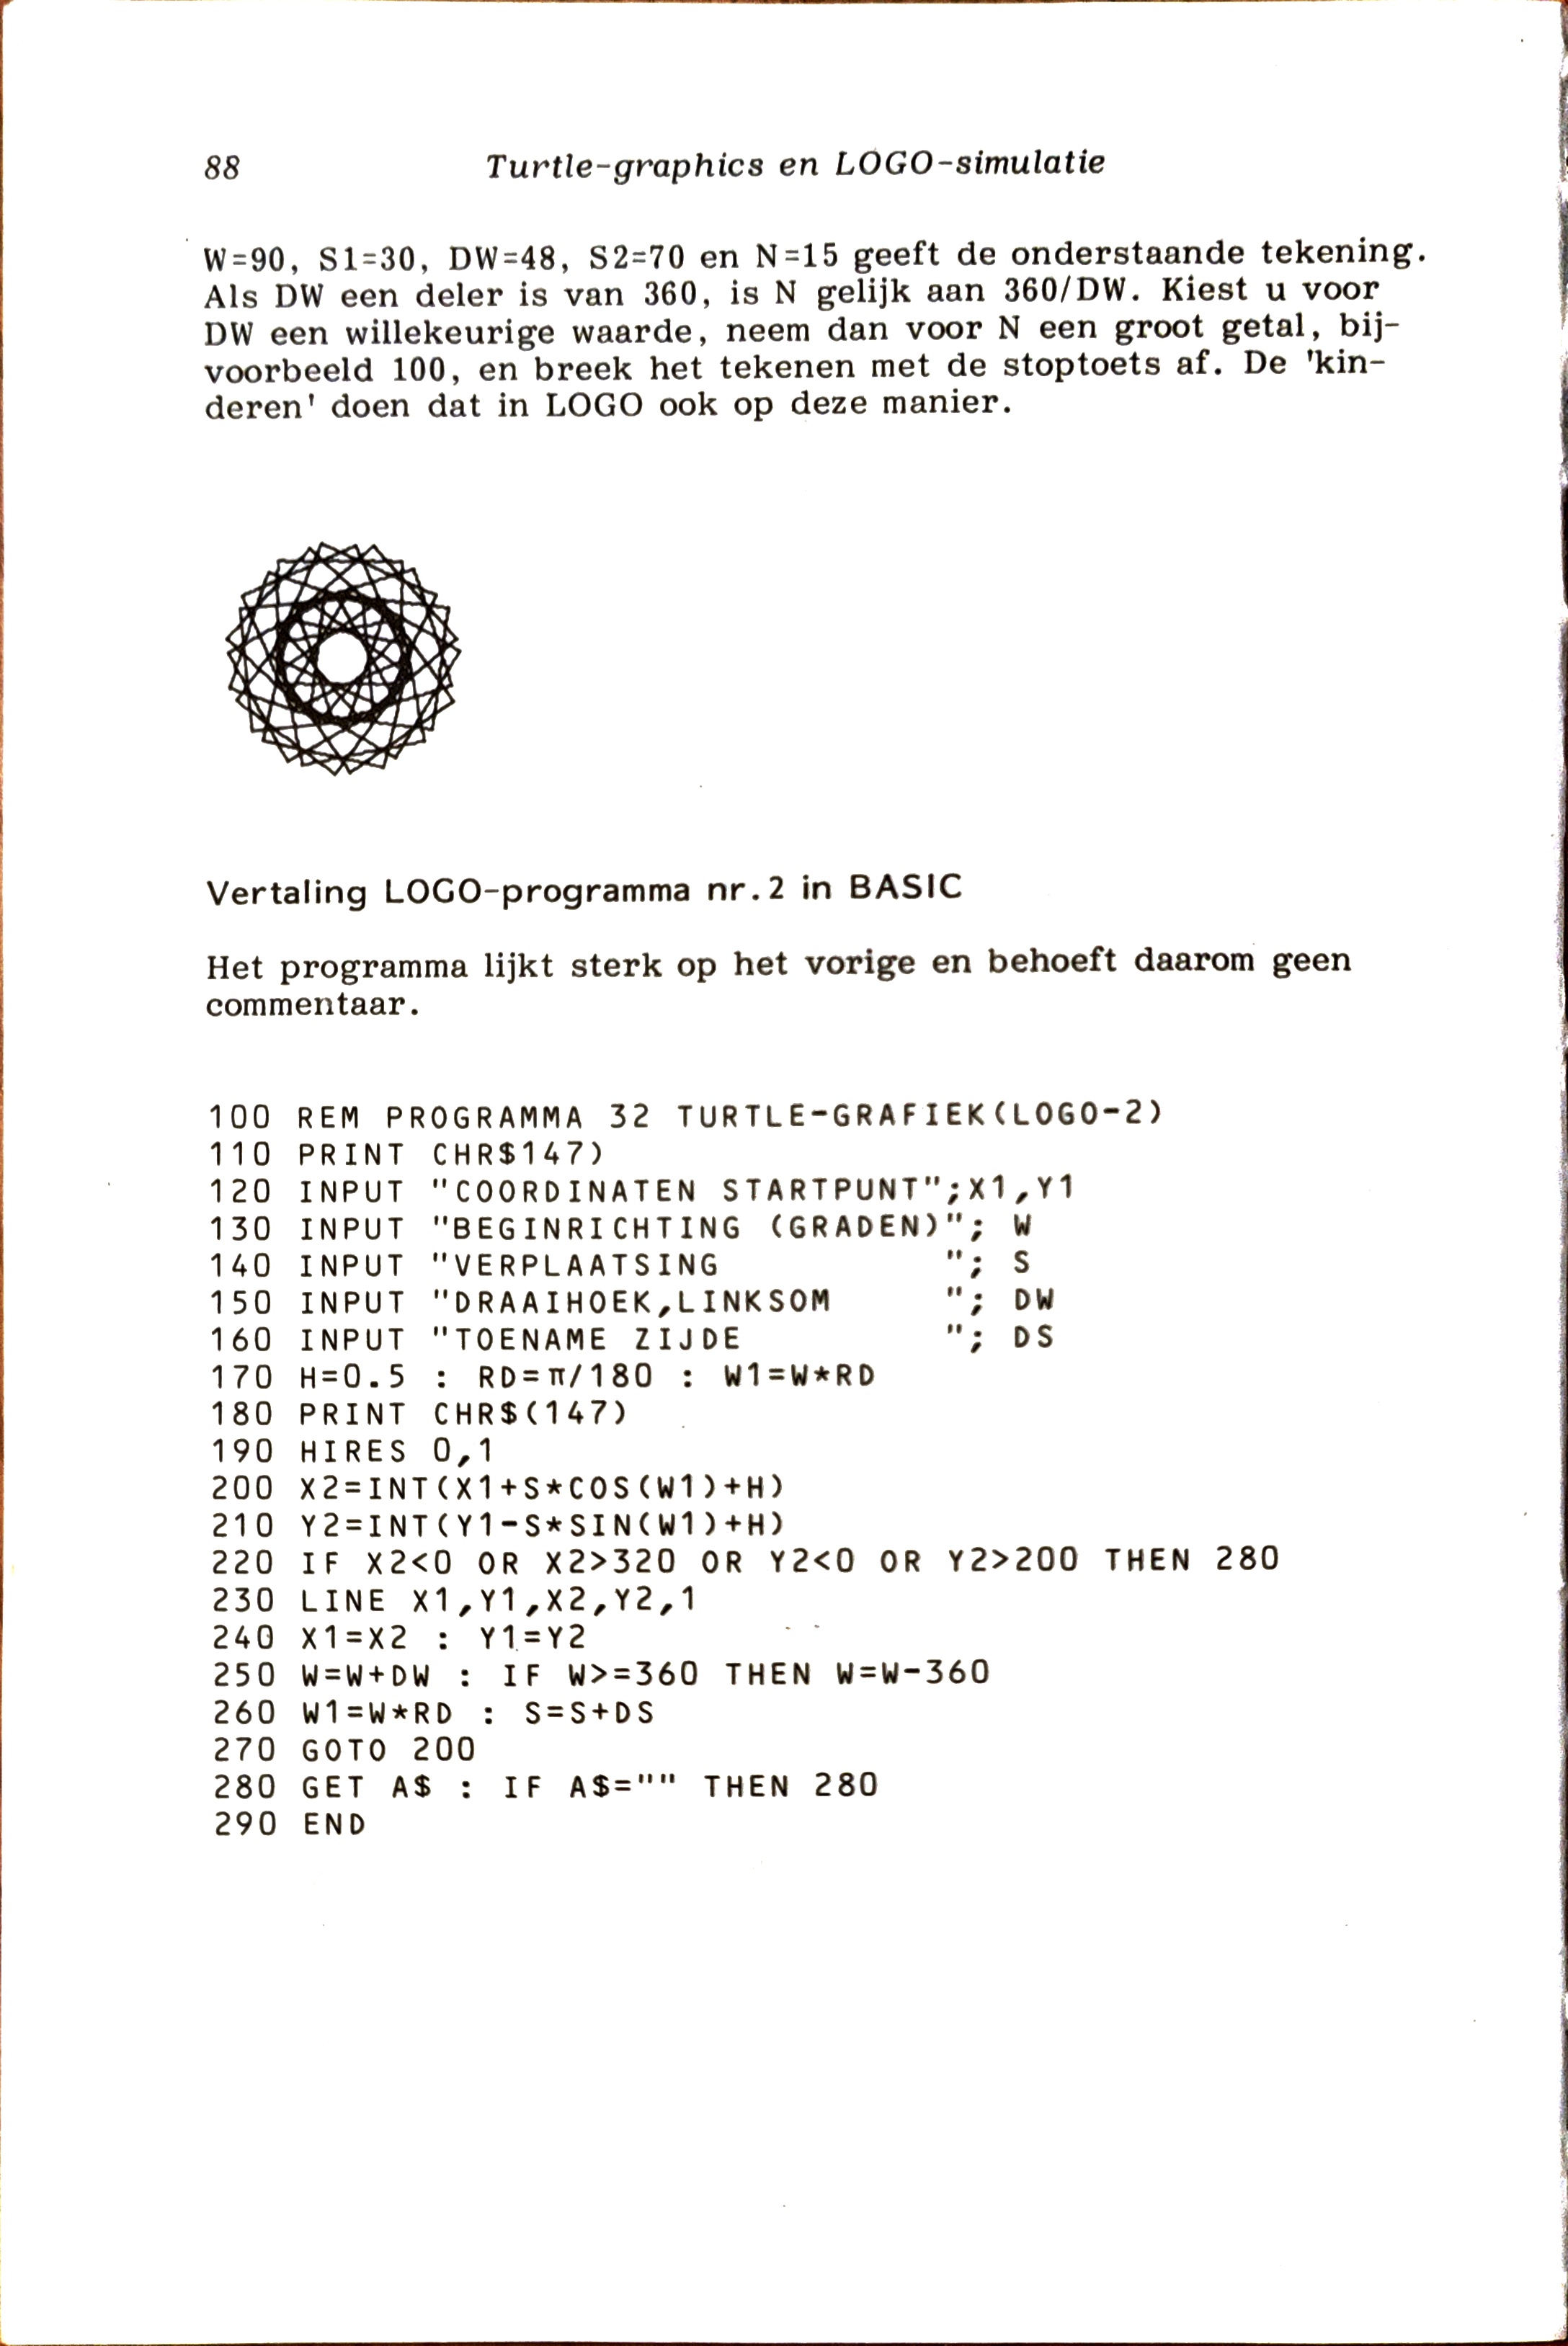 88 Turtle-graphics en LOGO-simulatie
W=90, S1=30, DW=48, S2=70 en N=15 geeft de onderstaande tekening.
Als DW een deler is van 360, is N gelijk aan 360/DW. Kiest u voor
DW een willekeurige waarde, neem dan voor N een groot getal, bij-
voorbeeld 100, en breek het tekenen met de stoptoets af. De 'kin-
deren' doen dat in LOGO ook op deze manier.
Vertaling LOGO-programma nr.2 in BASIC
Het programma lijkt sterk op het vorige en behoeft daarom geen
commentaar.
100 REM PROGRAMMA 32 TURTLE-GRAFIEK(LOGO-2)
110 PRINT CHR$147)
120 INPUT "COORDINATEN STARTPUNT";X1,Y1
130 INPUT "BEGINRICHTING (GRADEN)"; W
140 INPUT "VERPLAATSING          "; S
150 INPUT "DRAAIHOEK,LINKSOM     "; DW
160 INPUT "TOENAME ZIJDE         "; DS
170 H=0.5 : RD=π/180 : W1=W*RD
180 PRINT CHR$(147)
190 HIRES 0,1
200 X2=INT(X1+S*COS(W1)+H)
210 Y2=INT(Y1-S*SIN(W1)+H)
220 IF X2<0 OR X2>320 OR Y2<0 OR Y2>200 THEN 280
230 LINE X1,Y1,X2,Y2,1
240 X1=X2 : Y1=Y2
250 W=W+DW : IF W>=360 THEN W=W-360
260 W1=W*RD : S=S+DS
270 GOTO 200
280 GET A$ : IF A$="" THEN 280
290 END